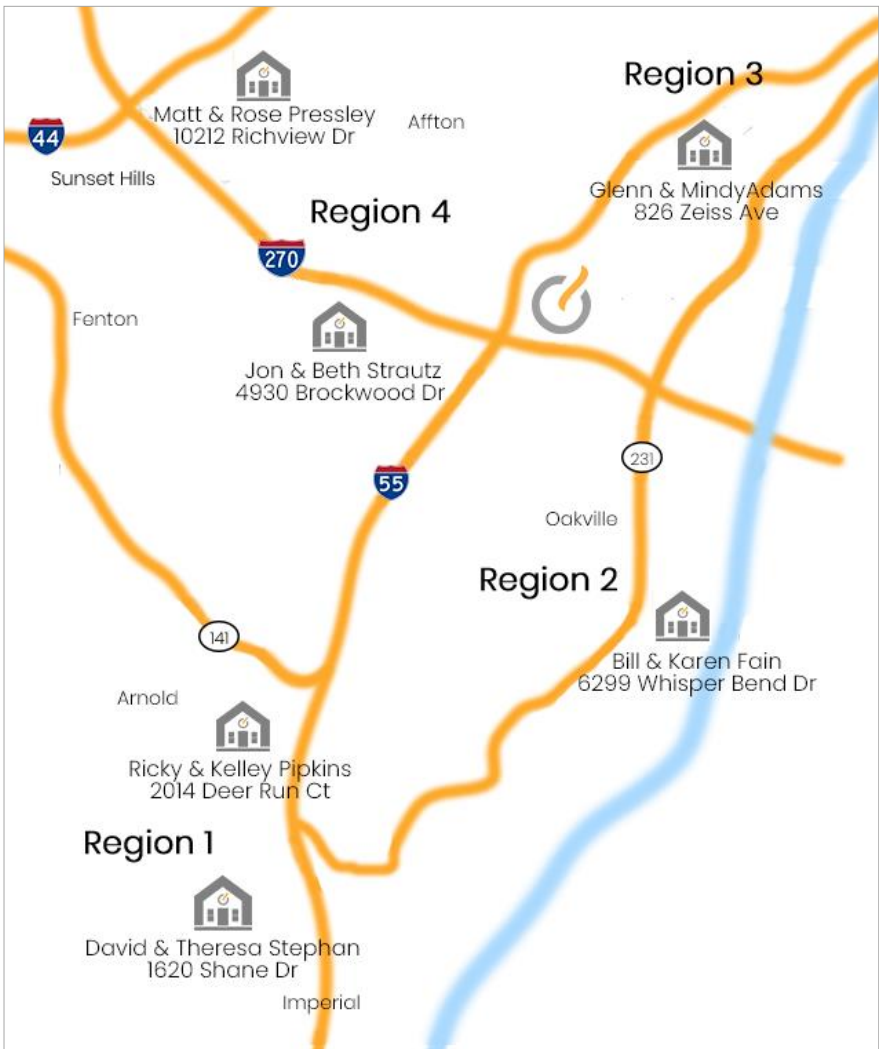 Region 3
Matt & Rose Pressley
10212 Richview Dr
Affton
44
Sunset Hills
Glenn & MindyAdams
826 Zeiss Ave
Region 4
270
Fenton
Jon & Beth Strautz
4930 Brockwood Dr
231
55
Oakville
Region 2
141
Bill & Karen Fain
6299 Whisper Bend Dr
Arnold
Ricky & Kelley Pipkins
2014 Deer Run Ct
Region 1
David & Theresa Stephan
1620 Shane Dr
Imperial